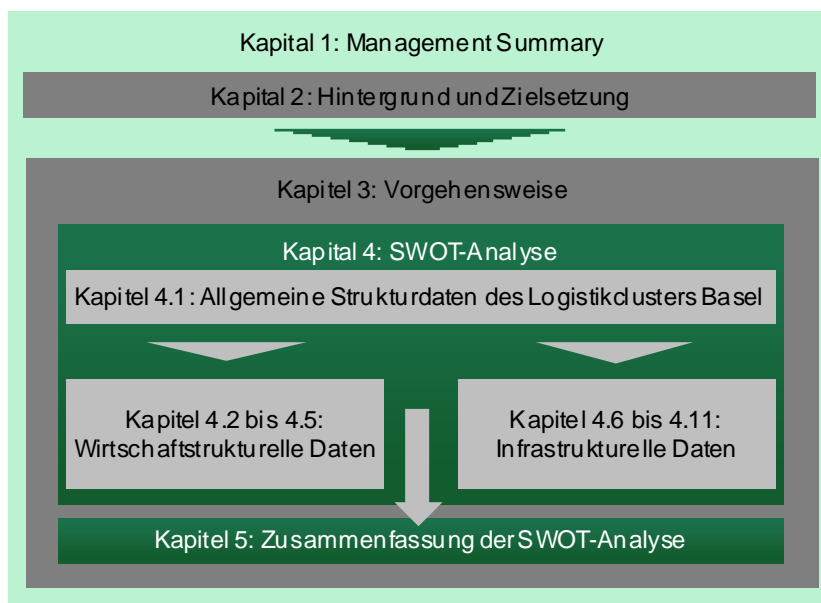 Kapital 1: Management Summary
Kapital 2: Hintergrund und Zielsetzung
Kapitel 3: Vorgehensweise
Kapital 4: SWOT-Analyse
Kapitel 4.1: Allgemeine Strukturdaten des Logistikclusters Basel
Kapitel 4.2 bis 4.5:
Wirtschaftstrukturelle Daten
Kapitel 4.6 bis 4.11:
Infrastrukturelle Daten
Kapitel 5: Zusammenfassung der SWOT-Analyse